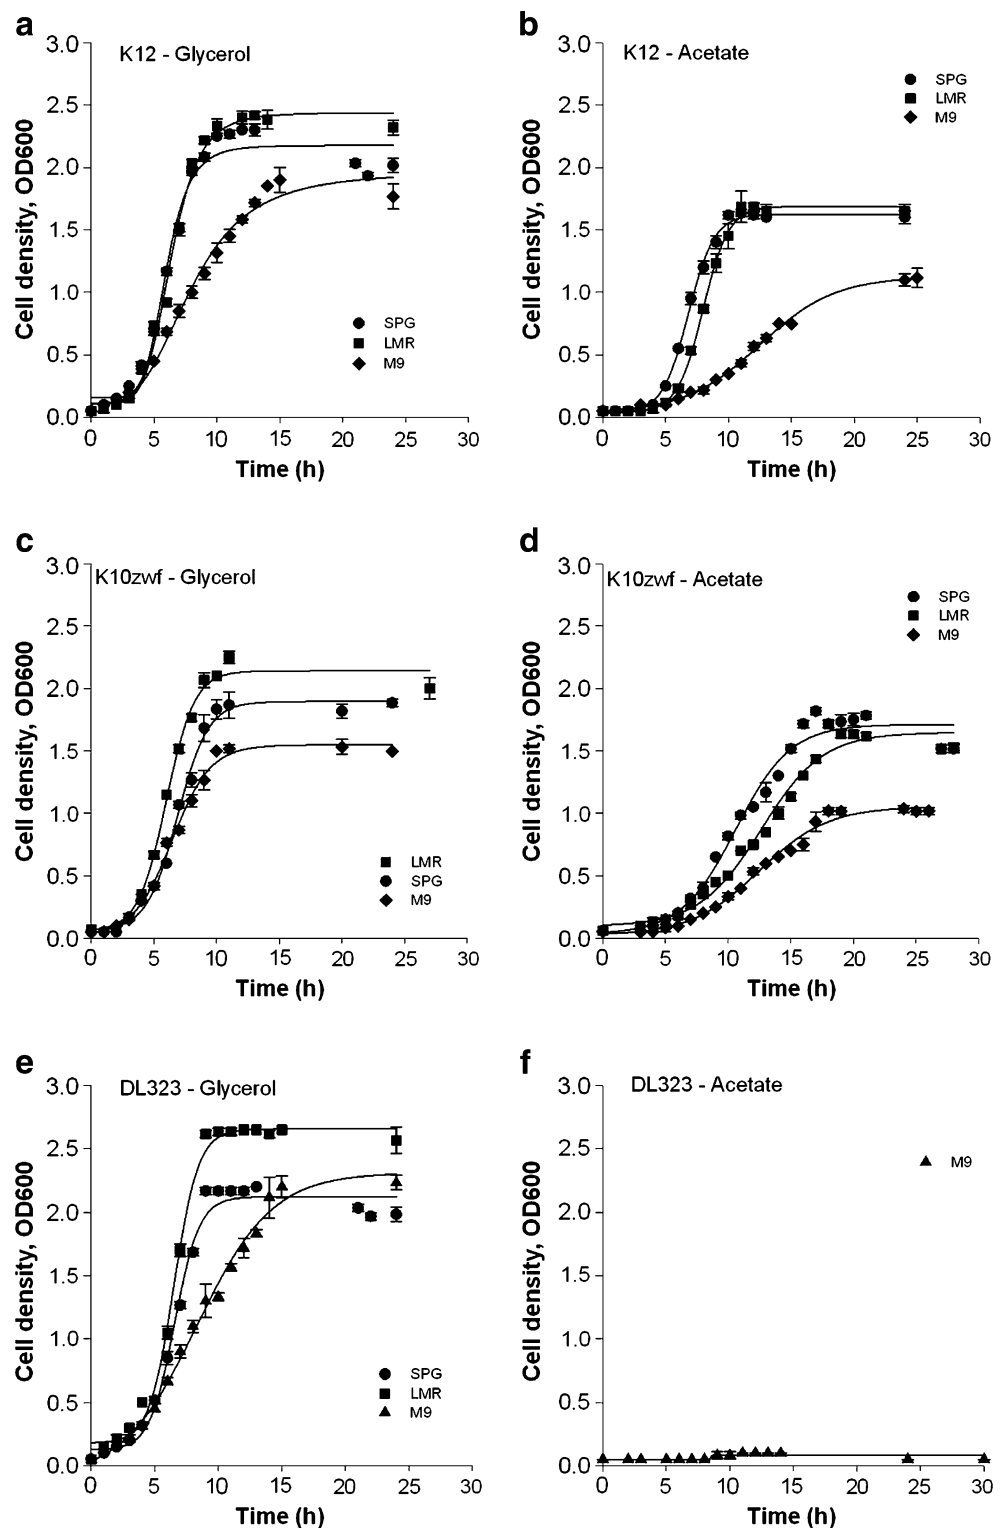 a
K12 - Glycerol
Cell density, OD600
3.0
2.5
2.0
1.5
1.0
0.5
0.0
SPG
LMR
M9
0 5 10 15 20 25 30
Time (h)
b
K12 - Acetate
Cell density, OD600
3.0
2.5
2.0
1.5
1.0
0.5
0.0
SPG
LMR
M9
0 5 10 15 20 25 30
Time (h)
c
K10zwf - Glycerol
Cell density, OD600
3.0
2.5
2.0
1.5
1.0
0.5
0.0
LMR
SPG
M9
0 5 10 15 20 25 30
Time (h)
d
K10zwf - Acetate
Cell density, OD600
3.0
2.5
2.0
1.5
1.0
0.5
0.0
SPG
LMR
M9
0 5 10 15 20 25 30
Time (h)
e
DL323 - Glycerol
Cell density, OD600
3.0
2.5
2.0
1.5
1.0
0.5
0.0
SPG
LMR
M9
0 5 10 15 20 25 30
Time (h)
f
DL323 - Acetate
Cell density, OD600
3.0
2.5
2.0
1.5
1.0
0.5
0.0
M9
0 5 10 15 20 25 30
Time (h)